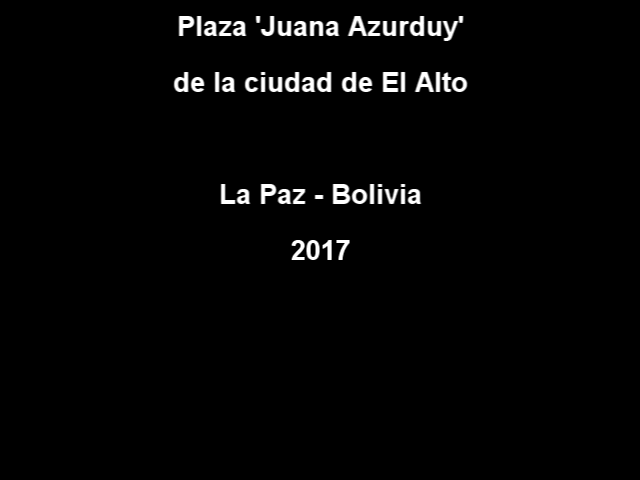 Plaza 'Juana Azurduy'
de la ciudad de El Alto
La Paz - Bolivia
2017